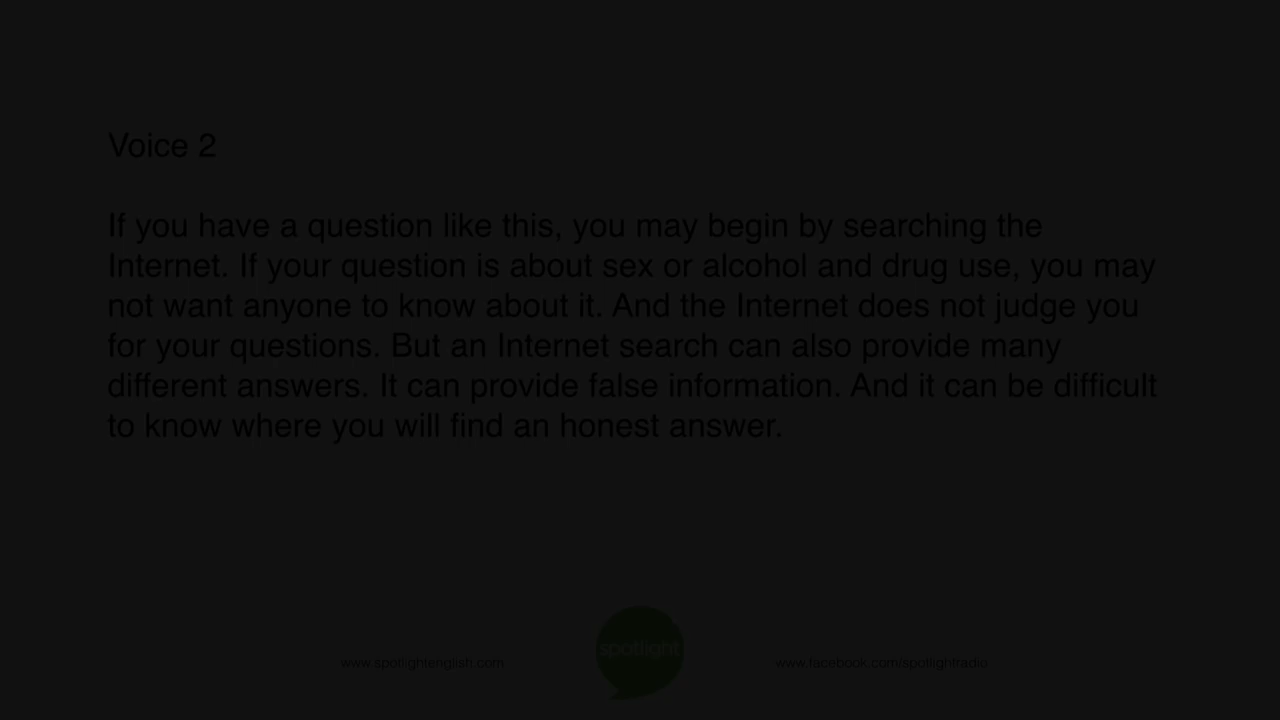 Voice 2
If you have a question like this, you may begin by searching the
Internet. If your question is about sex or alcohol and drug use, you may
not want anyone to know about it. And the Internet does not judge you
for your questions. But an Internet search can also provide many
different answers. It can provide false information. And it can be difficult
to know where you will find an honest answer.
spotlight
www.spotlightenglish.com www.facebook.com/spotlightradio